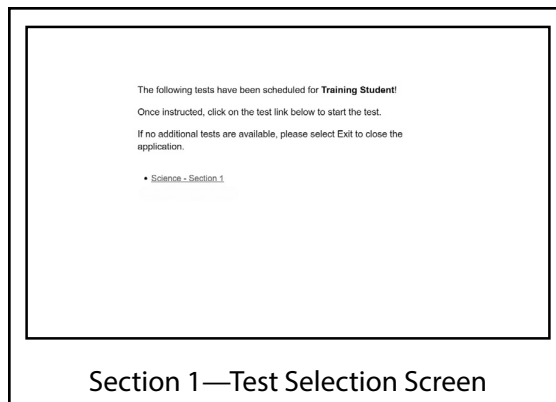 The following tests have been scheduled for Training Student!
Once instructed, click on the test link below to start the test.
If no additional tests are available, please select Exit to close the
application.
• Science - Section 1
Section 1—Test Selection Screen